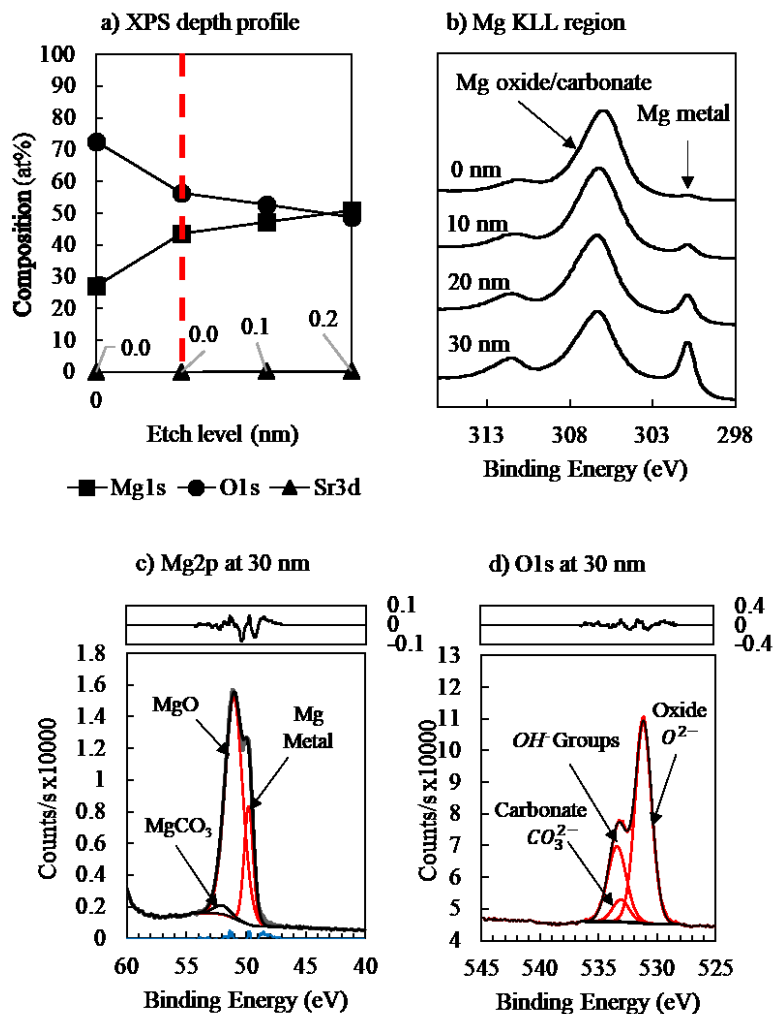 a) XPS depth profile
100
90
80
70
60
50
40
30
20
10
0
Composition (at%)
0.0
0.0
0.1
0.2
0
Etch level (nm)
Mg1s
O1s
Sr3d
b) Mg KLL region
Mg oxide/carbonate
Mg metal
0 nm
10 nm
20 nm
30 nm
313
308
303
298
Binding Energy (eV)
c) Mg2p at 30 nm
0.1
0
−0.1
1.8
1.6
1.4
1.2
1
0.8
0.6
0.4
0.2
0
Counts/s x10000
MgO
Mg
Metal
MgCO₃
60
55
50
45
40
Binding Energy (eV)
d) O1s at 30 nm
0.4
0
−0.4
13
12
11
10
9
8
7
6
5
4
Counts/s x10000
Oxide
O²⁻
OH⁻ Groups
Carbonate
CO₃²⁻
545
540
535
530
525
Binding Energy (eV)